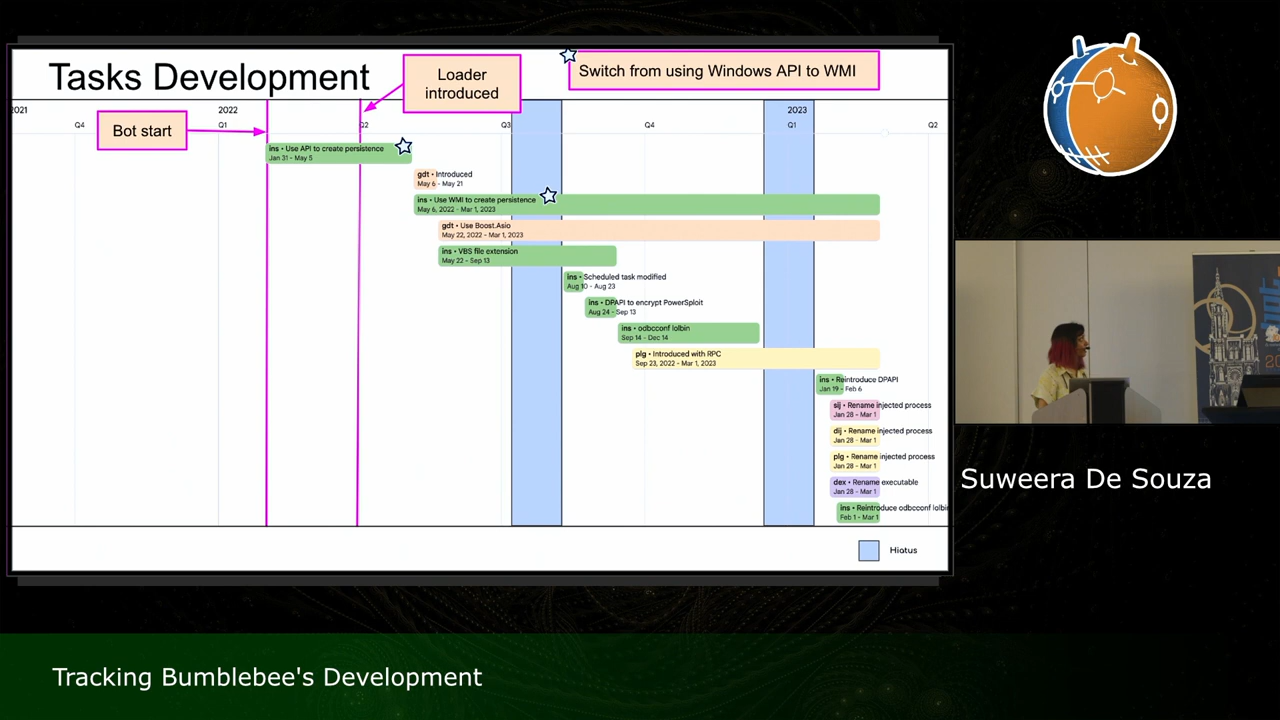 Tasks Development
Loader
introduced
Switch from using Windows API to WMI
2021
2022
2023
Q4
Q1
Q2
Q3
Q4
Q1
Q2
Bot start
ins • Use API to create persistence
Jan 31 - May 5
gdt • Introduced
May 6 - May 21
ins • Use WMI to create persistence
May 6, 2022 - Mar 1, 2023
gdt • Use Boost.Asio
May 22, 2022 - Mar 1, 2023
ins • VBS file extension
May 22 - Sep 13
ins • Scheduled task modified
Aug 10 - Aug 23
ins • DPAPI to encrypt PowerSploit
Aug 24 - Sep 13
ins • odbcconf lolbin
Sep 14 - Dec 14
plg • Introduced with RPC
Sep 23, 2022 - Mar 1, 2023
ins • Reintroduce DPAPI
Jan 19 - Feb 6
sij • Rename injected process
Jan 28 - Mar 1
dij • Rename injected process
Jan 28 - Mar 1
plg • Rename injected process
Jan 28 - Mar 1
dex • Rename executable
Jan 28 - Mar 1
ins • Reintroduce odbcconf lolbi
Feb 1 - Mar 1
Hiatus
Suweera De Souza
Tracking Bumblebee's Development